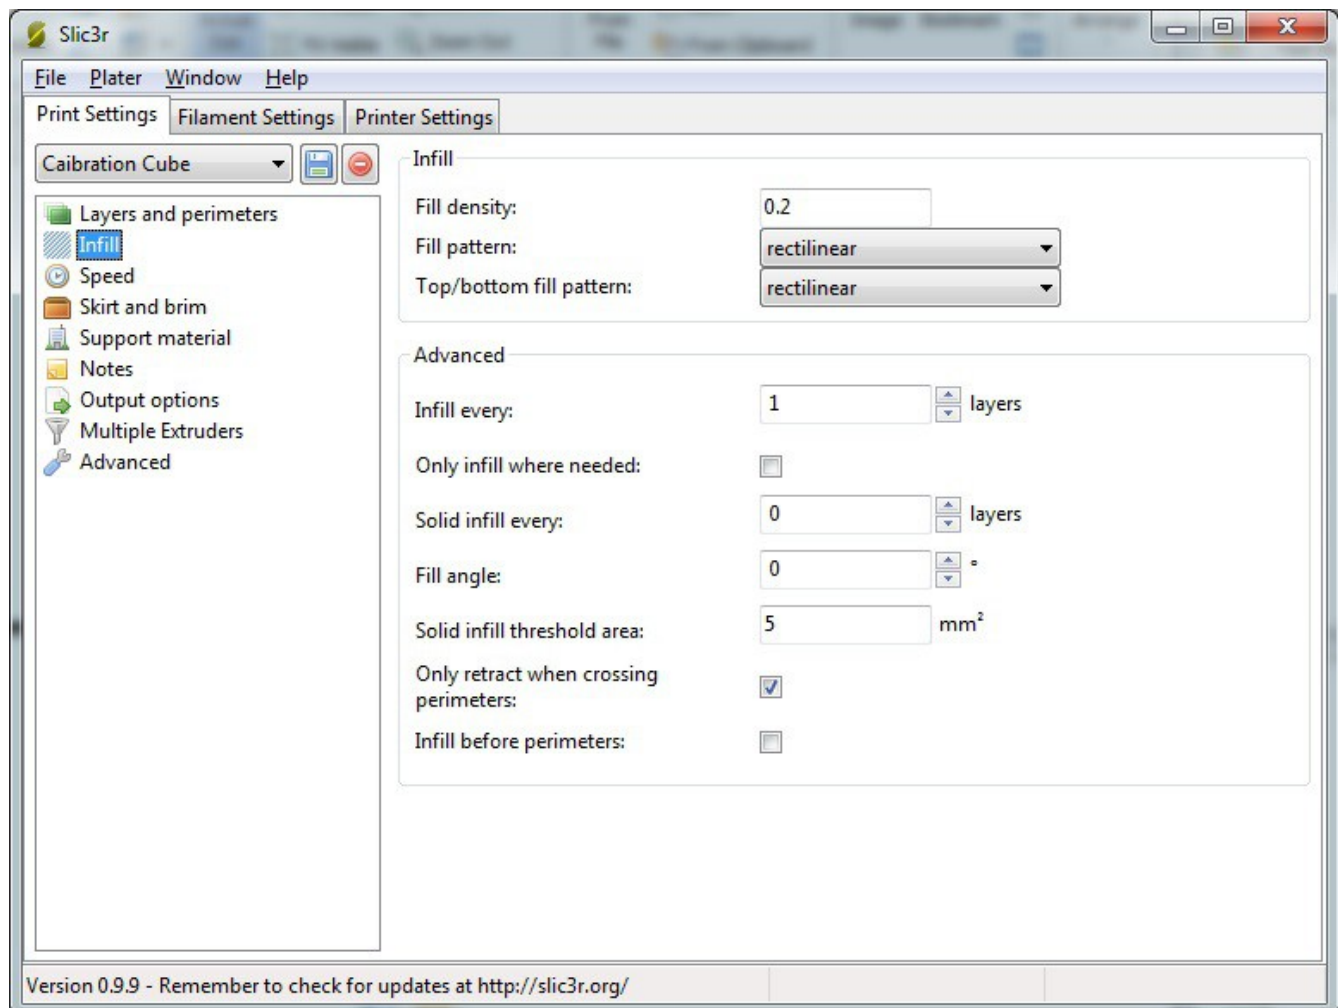 Slic3r
File Plater Window Help
Print Settings Filament Settings Printer Settings
Caibration Cube
Layers and perimeters
Infill
Speed
Skirt and brim
Support material
Notes
Output options
Multiple Extruders
Advanced
Infill
Fill density: 0.2
Fill pattern: rectilinear
Top/bottom fill pattern: rectilinear
Advanced
Infill every: 1 layers
Only infill where needed:
Solid infill every: 0 layers
Fill angle: 0 °
Solid infill threshold area: 5 mm²
Only retract when crossing
perimeters:
Infill before perimeters:
Version 0.9.9 - Remember to check for updates at http://slic3r.org/